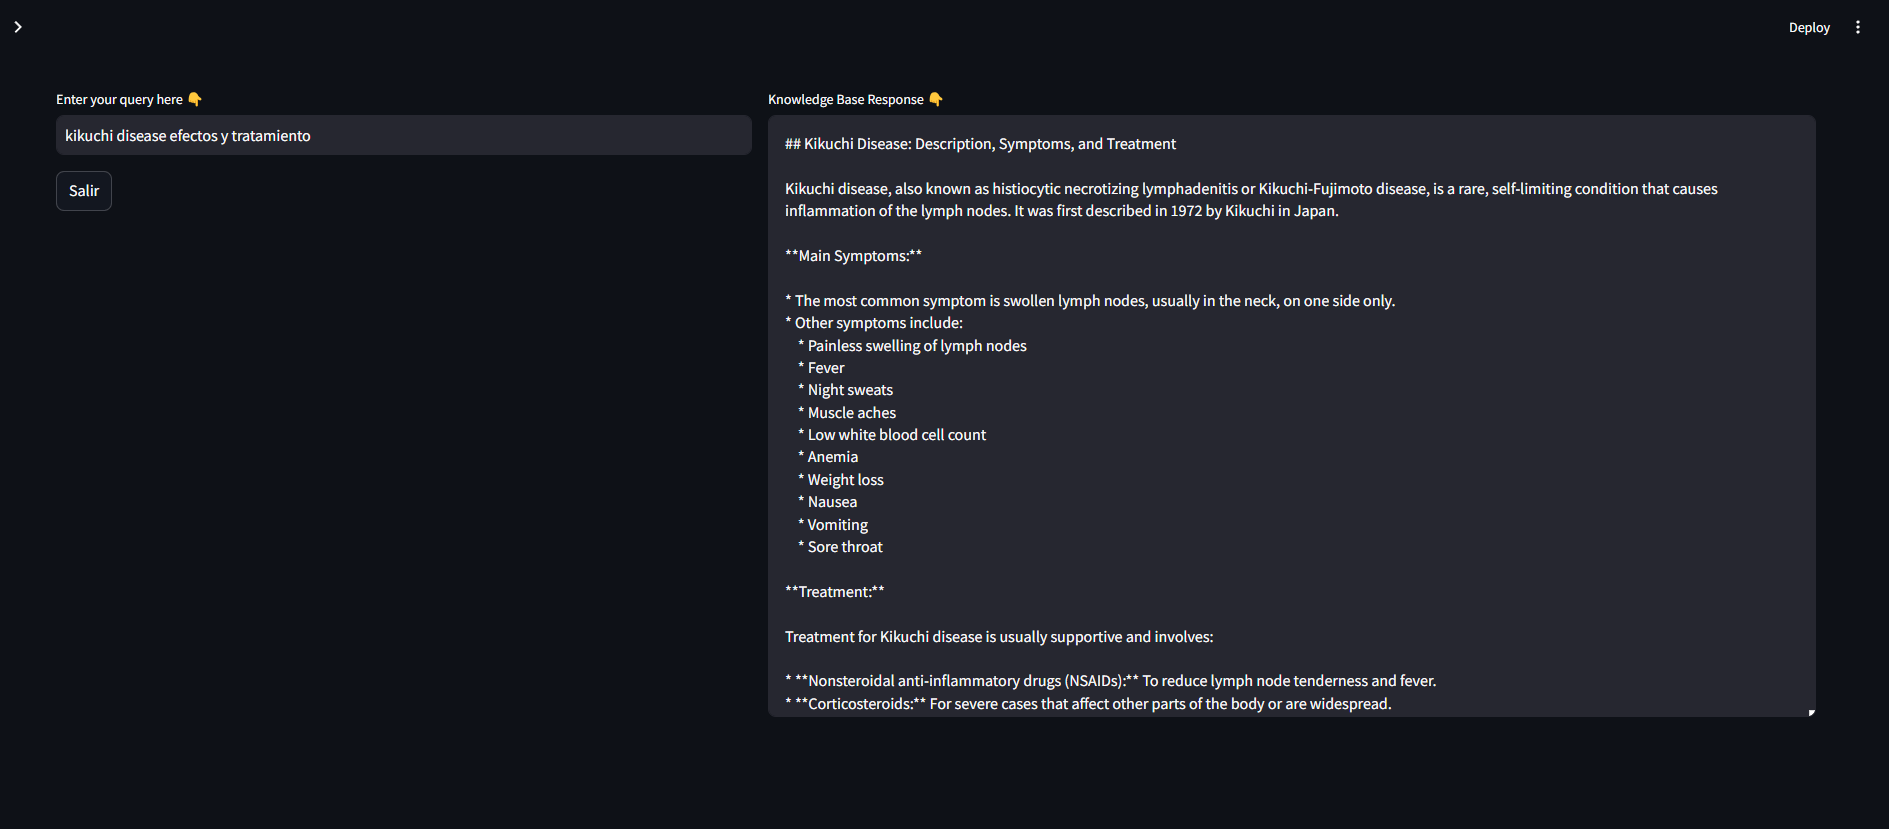 Deploy
Enter your query here 👇
kikuchi disease efectos y tratamiento
Salir
Knowledge Base Response 👇
## Kikuchi Disease: Description, Symptoms, and Treatment
Kikuchi disease, also known as histiocytic necrotizing lymphadenitis or Kikuchi-Fujimoto disease, is a rare, self-limiting condition that causes
inflammation of the lymph nodes. It was first described in 1972 by Kikuchi in Japan.
**Main Symptoms:**
* The most common symptom is swollen lymph nodes, usually in the neck, on one side only.
* Other symptoms include:
* Painless swelling of lymph nodes
* Fever
* Night sweats
* Muscle aches
* Low white blood cell count
* Anemia
* Weight loss
* Nausea
* Vomiting
* Sore throat
**Treatment:**
Treatment for Kikuchi disease is usually supportive and involves:
* **Nonsteroidal anti-inflammatory drugs (NSAIDs):** To reduce lymph node tenderness and fever.
* **Corticosteroids:** For severe cases that affect other parts of the body or are widespread.